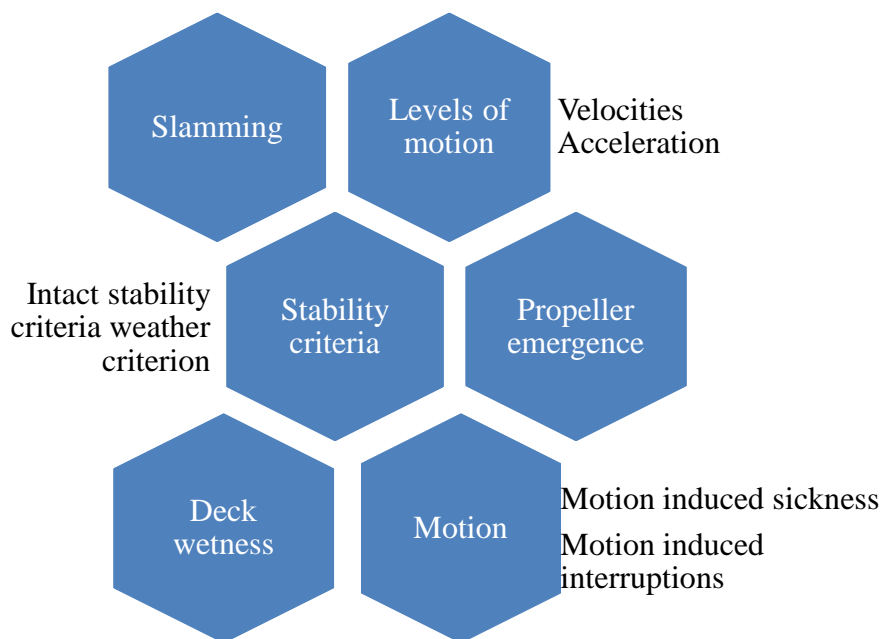 Slamming
Levels of
motion
Velocities
Acceleration
Intact stability
criteria weather
criterion
Stability
criteria
Propeller
emergence
Deck
wetness
Motion
Motion induced sickness
Motion induced
interruptions